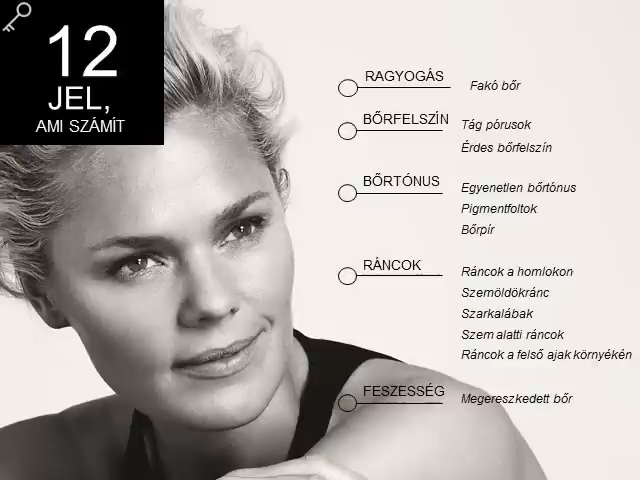 12
JEL,
AMI SZÁMÍT
RAGYOGÁS
Fakó bőr
BŐRFELSZÍN
Tág pórusok
Érdes bőrfelszín
BŐRTÓNUS
Egyenetlen bőrtónus
Pigmentfoltok
Bőrpír
RÁNCOK
Ráncok a homlokon
Szemöldökránc
Szarkalábak
Szem alatti ráncok
Ráncok a felső ajak környékén
FESZESSÉG
Megereszkedett bőr